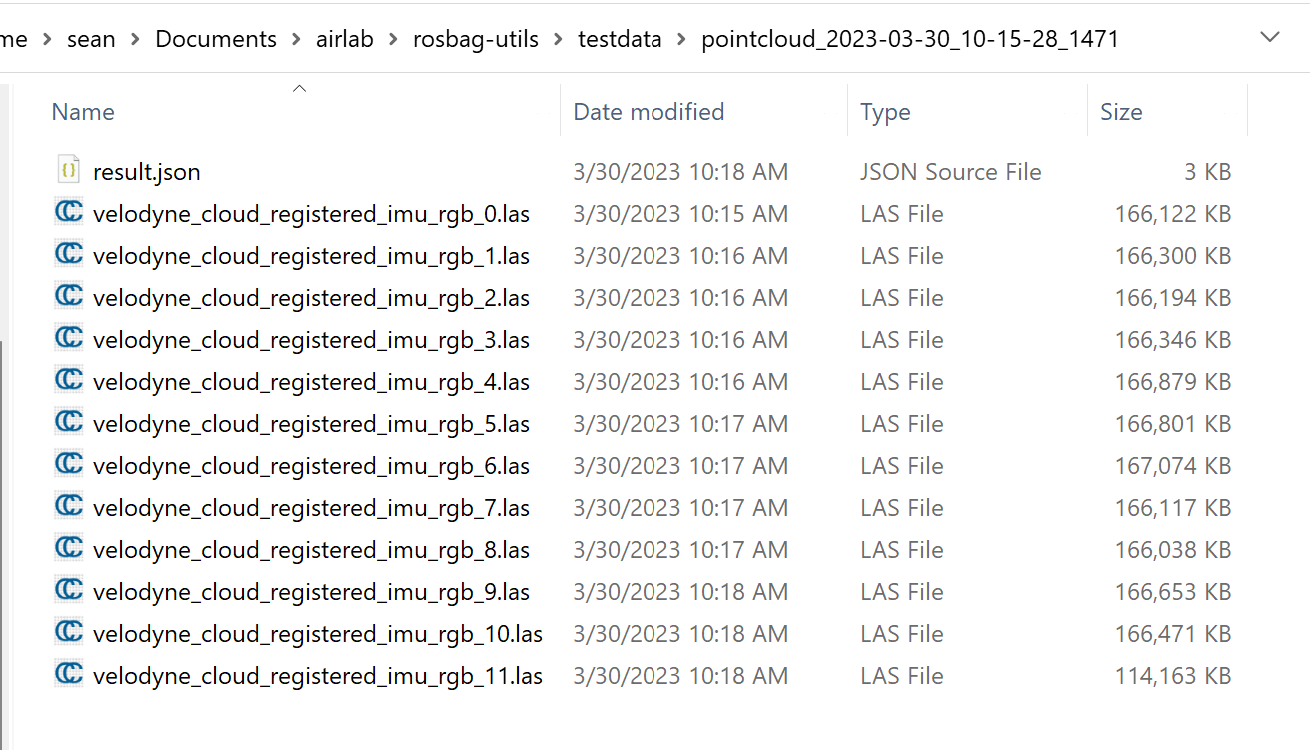 me > sean > Documents > airlab > rosbag-utils > testdata > pointcloud_2023-03-30_10-15-28_1471
Name Date modified Type Size
result.json 3/30/2023 10:18 AM JSON Source File 3 KB
velodyne_cloud_registered_imu_rgb_0.las 3/30/2023 10:15 AM LAS File 166,122 KB
velodyne_cloud_registered_imu_rgb_1.las 3/30/2023 10:16 AM LAS File 166,300 KB
velodyne_cloud_registered_imu_rgb_2.las 3/30/2023 10:16 AM LAS File 166,194 KB
velodyne_cloud_registered_imu_rgb_3.las 3/30/2023 10:16 AM LAS File 166,346 KB
velodyne_cloud_registered_imu_rgb_4.las 3/30/2023 10:16 AM LAS File 166,879 KB
velodyne_cloud_registered_imu_rgb_5.las 3/30/2023 10:17 AM LAS File 166,801 KB
velodyne_cloud_registered_imu_rgb_6.las 3/30/2023 10:17 AM LAS File 167,074 KB
velodyne_cloud_registered_imu_rgb_7.las 3/30/2023 10:17 AM LAS File 166,117 KB
velodyne_cloud_registered_imu_rgb_8.las 3/30/2023 10:17 AM LAS File 166,038 KB
velodyne_cloud_registered_imu_rgb_9.las 3/30/2023 10:18 AM LAS File 166,653 KB
velodyne_cloud_registered_imu_rgb_10.las 3/30/2023 10:18 AM LAS File 166,471 KB
velodyne_cloud_registered_imu_rgb_11.las 3/30/2023 10:18 AM LAS File 114,163 KB